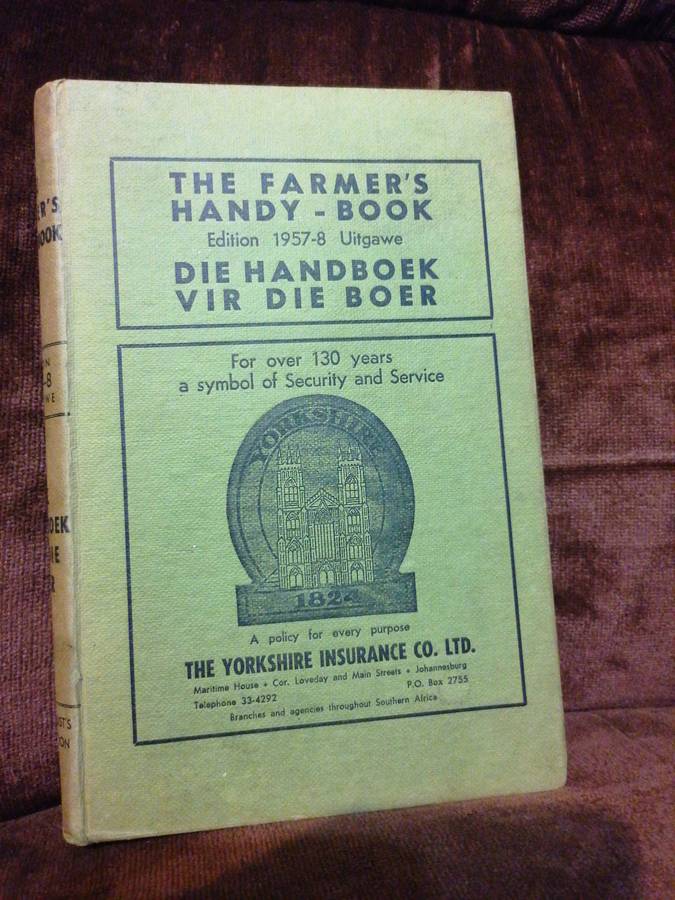 THE FARMER'S
HANDY - BOOK
Edition 1957-8 Uitgawe
DIE HANDBOEK
VIR DIE BOER
For over 130 years
a symbol of Security and Service
YORKSHIRE
1824
A policy for every purpose
THE YORKSHIRE INSURANCE CO. LTD.
Maritime House • Cor. Loveday and Main Streets • Johannesburg
Telephone 33-4292 P.O. Box 2755
Branches and agencies throughout Southern Africa